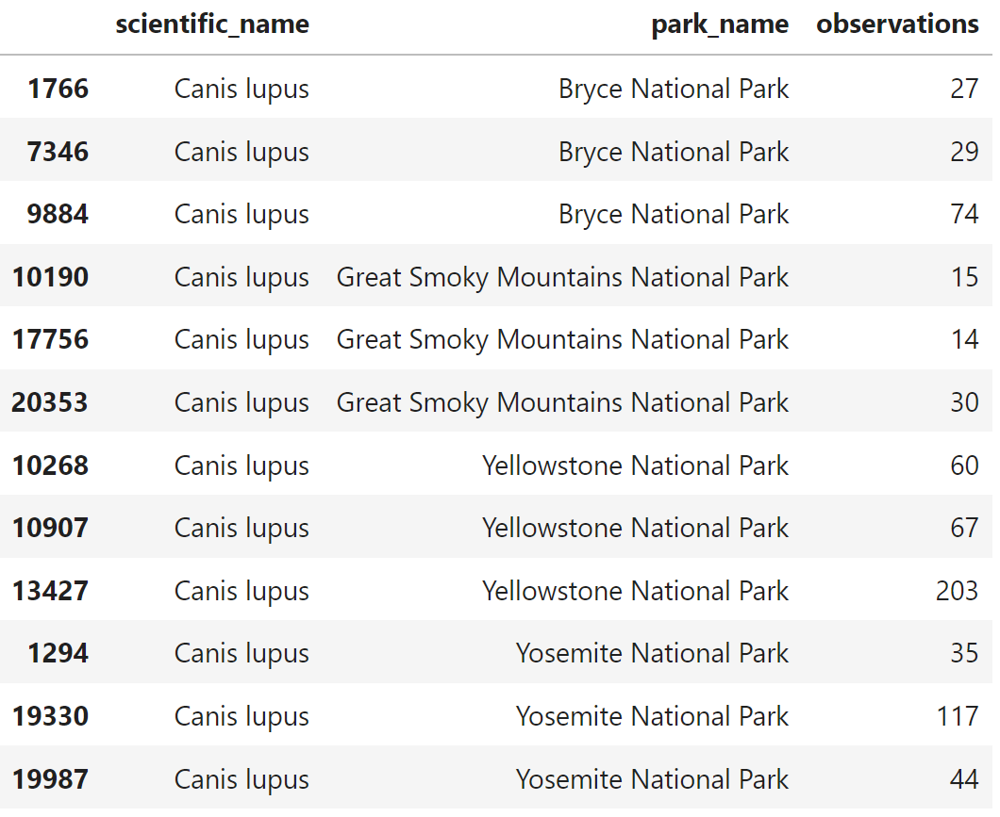 scientific_name park_name observations
1766 Canis lupus Bryce National Park 27
7346 Canis lupus Bryce National Park 29
9884 Canis lupus Bryce National Park 74
10190 Canis lupus Great Smoky Mountains National Park 15
17756 Canis lupus Great Smoky Mountains National Park 14
20353 Canis lupus Great Smoky Mountains National Park 30
10268 Canis lupus Yellowstone National Park 60
10907 Canis lupus Yellowstone National Park 67
13427 Canis lupus Yellowstone National Park 203
1294 Canis lupus Yosemite National Park 35
19330 Canis lupus Yosemite National Park 117
19987 Canis lupus Yosemite National Park 44